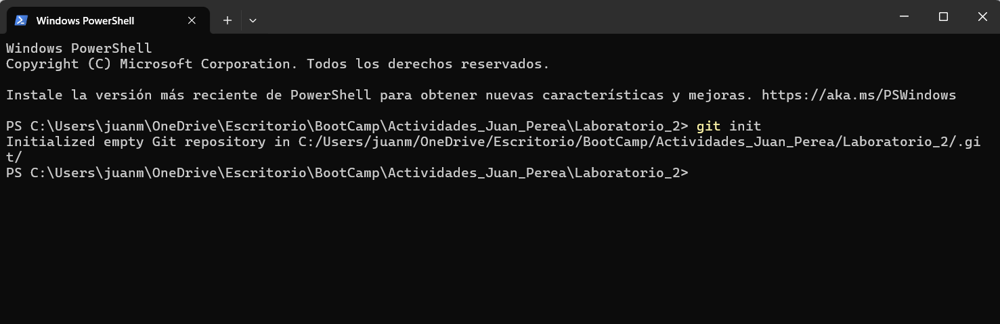 Windows PowerShell
Windows PowerShell
Copyright (C) Microsoft Corporation. Todos los derechos reservados.
Instale la versión más reciente de PowerShell para obtener nuevas características y mejoras. https://aka.ms/PSWindows
PS C:\Users\juanm\OneDrive\Escritorio\BootCamp\Actividades_Juan_Perea\Laboratorio_2> git init
Initialized empty Git repository in C:/Users/juanm/OneDrive/Escritorio/BootCamp/Actividades_Juan_Perea/Laboratorio_2/.gi
t/
PS C:\Users\juanm\OneDrive\Escritorio\BootCamp\Actividades_Juan_Perea\Laboratorio_2>